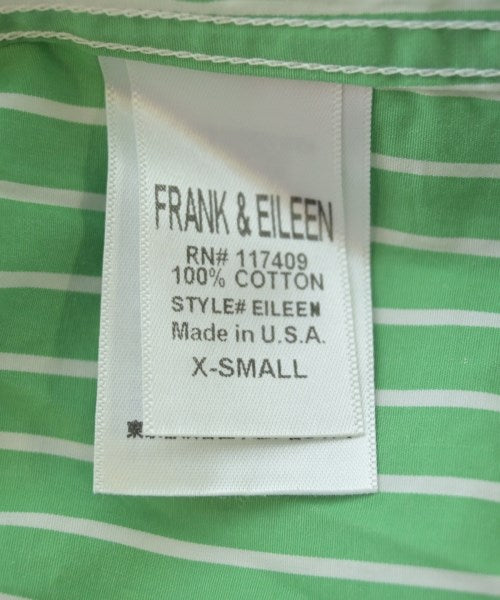 FRANK & EILEEN
RN# 117409
100% COTTON
STYLE# EILEEN
Made in U.S.A.
X-SMALL